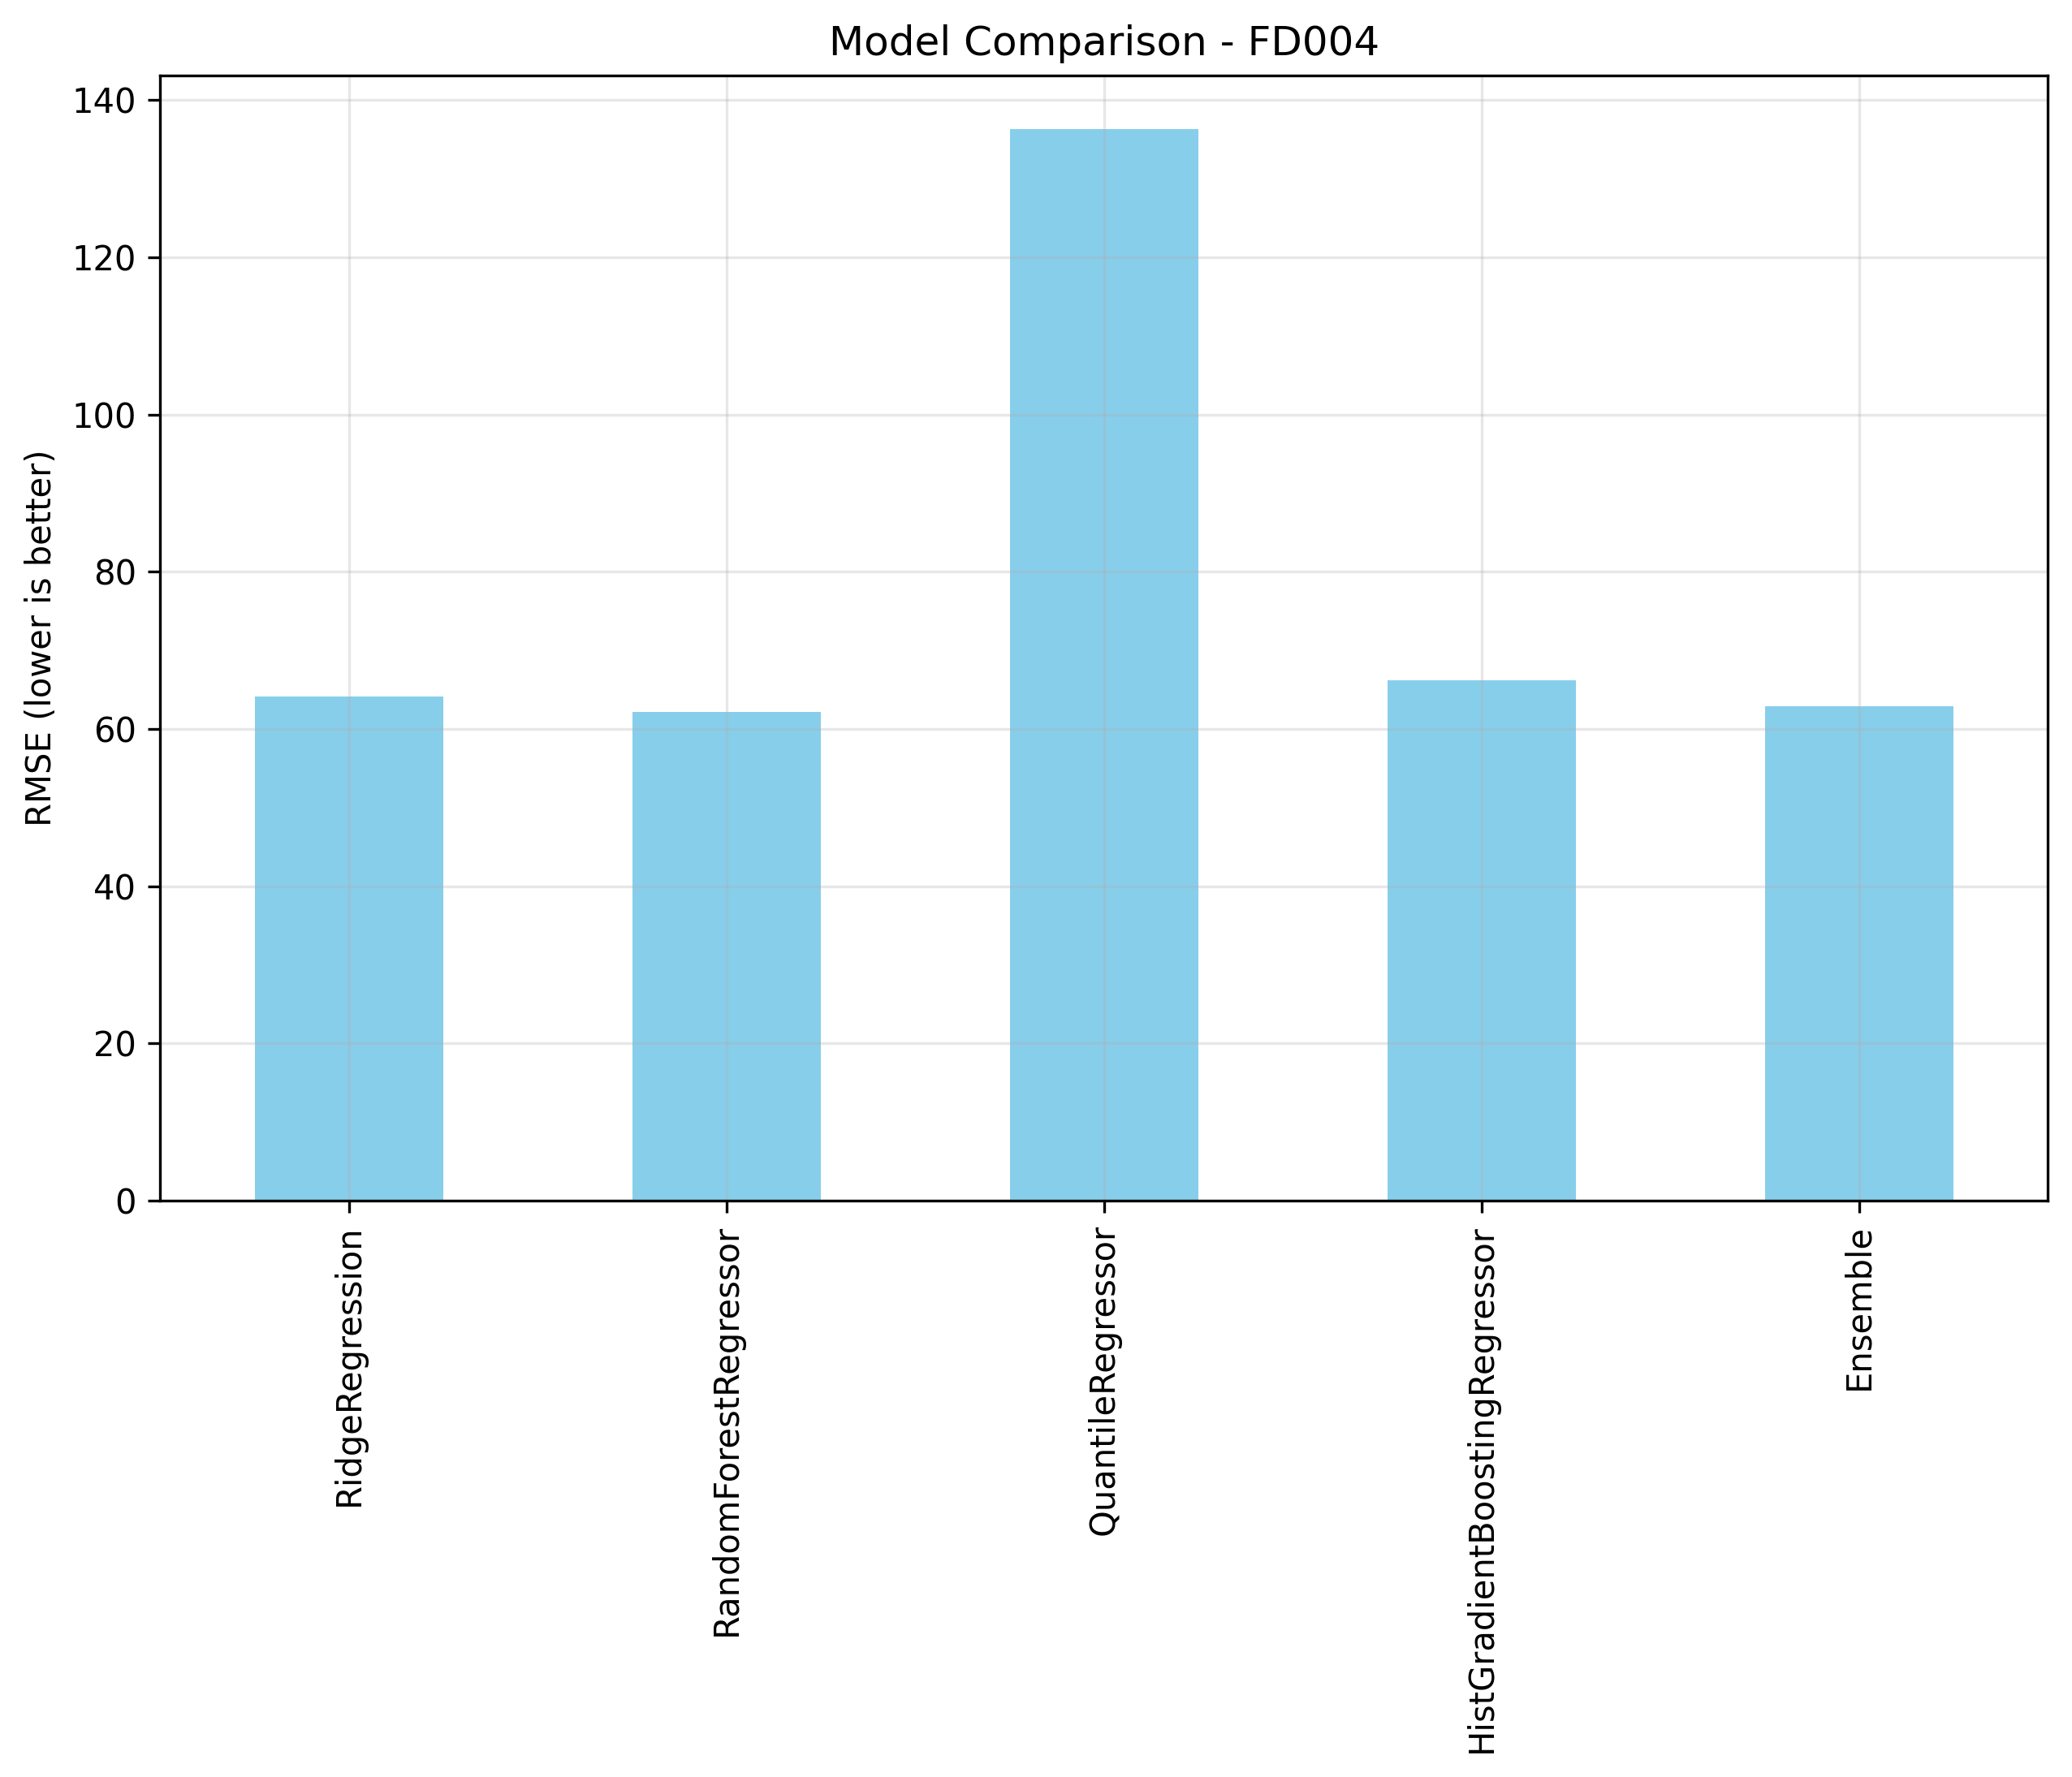 Model Comparison - FD004
RMSE (lower is better)
140
120
100
80
60
40
20
0
RidgeRegression
RandomForestRegressor
QuantileRegressor
HistGradientBoostingRegressor
Ensemble